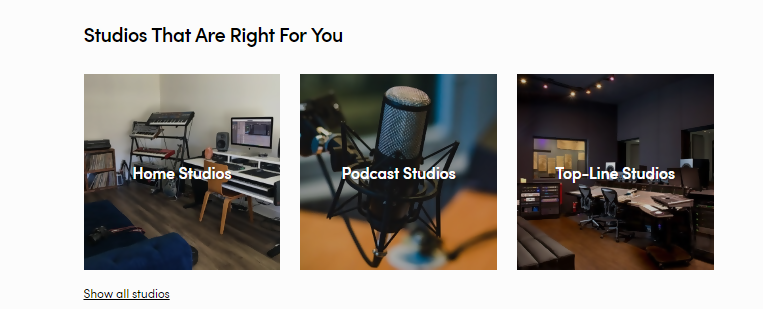 Studios That Are Right For You
Home Studios
Podcast Studios
Top-Line Studios
Show all studios